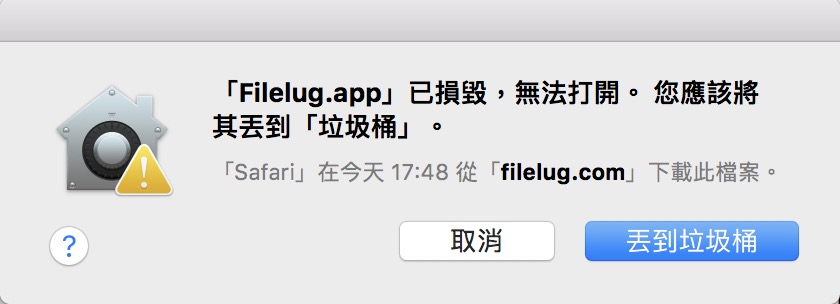 「Filelug.app」已損毀，無法打開。 您應該將
其丟到「垃圾桶」。
「Safari」在今天 17:48 從「filelug.com」下載此檔案。
?
取消
丟到垃圾桶